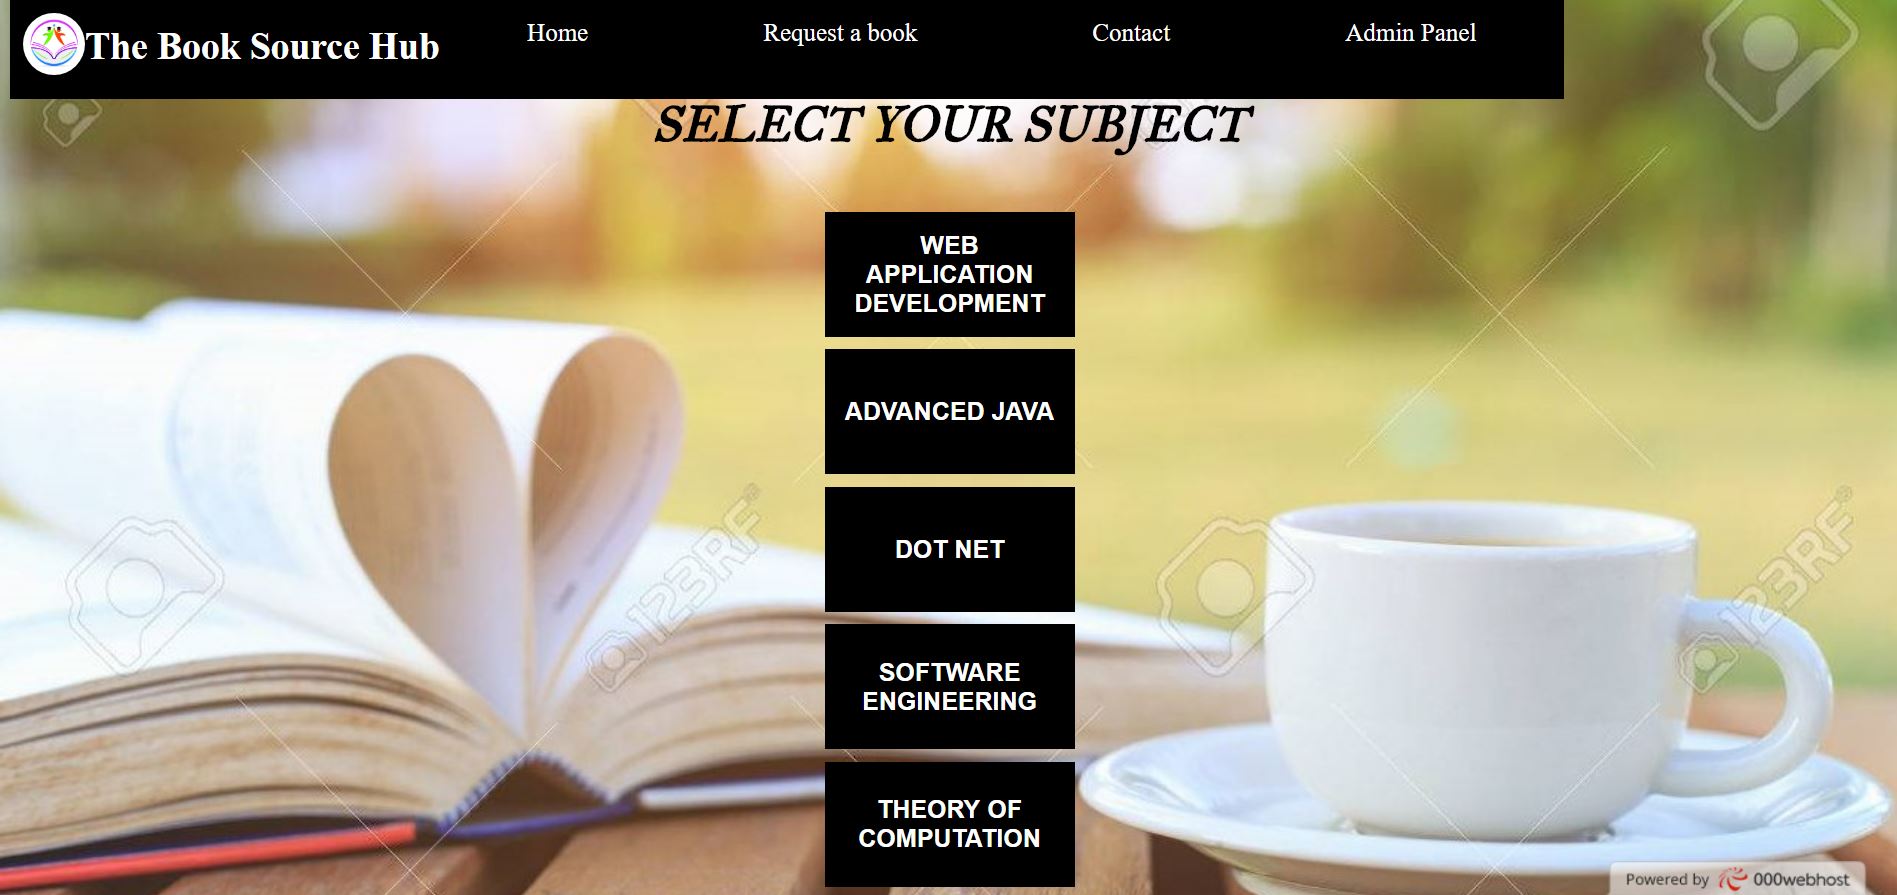 The Book Source Hub
Home
Request a book
Contact
Admin Panel
SELECT YOUR SUBJECT
WEB
APPLICATION
DEVELOPMENT
ADVANCED JAVA
DOT NET
SOFTWARE
ENGINEERING
THEORY OF
COMPUTATION
123RF®
123RF®
Powered by 000webhost